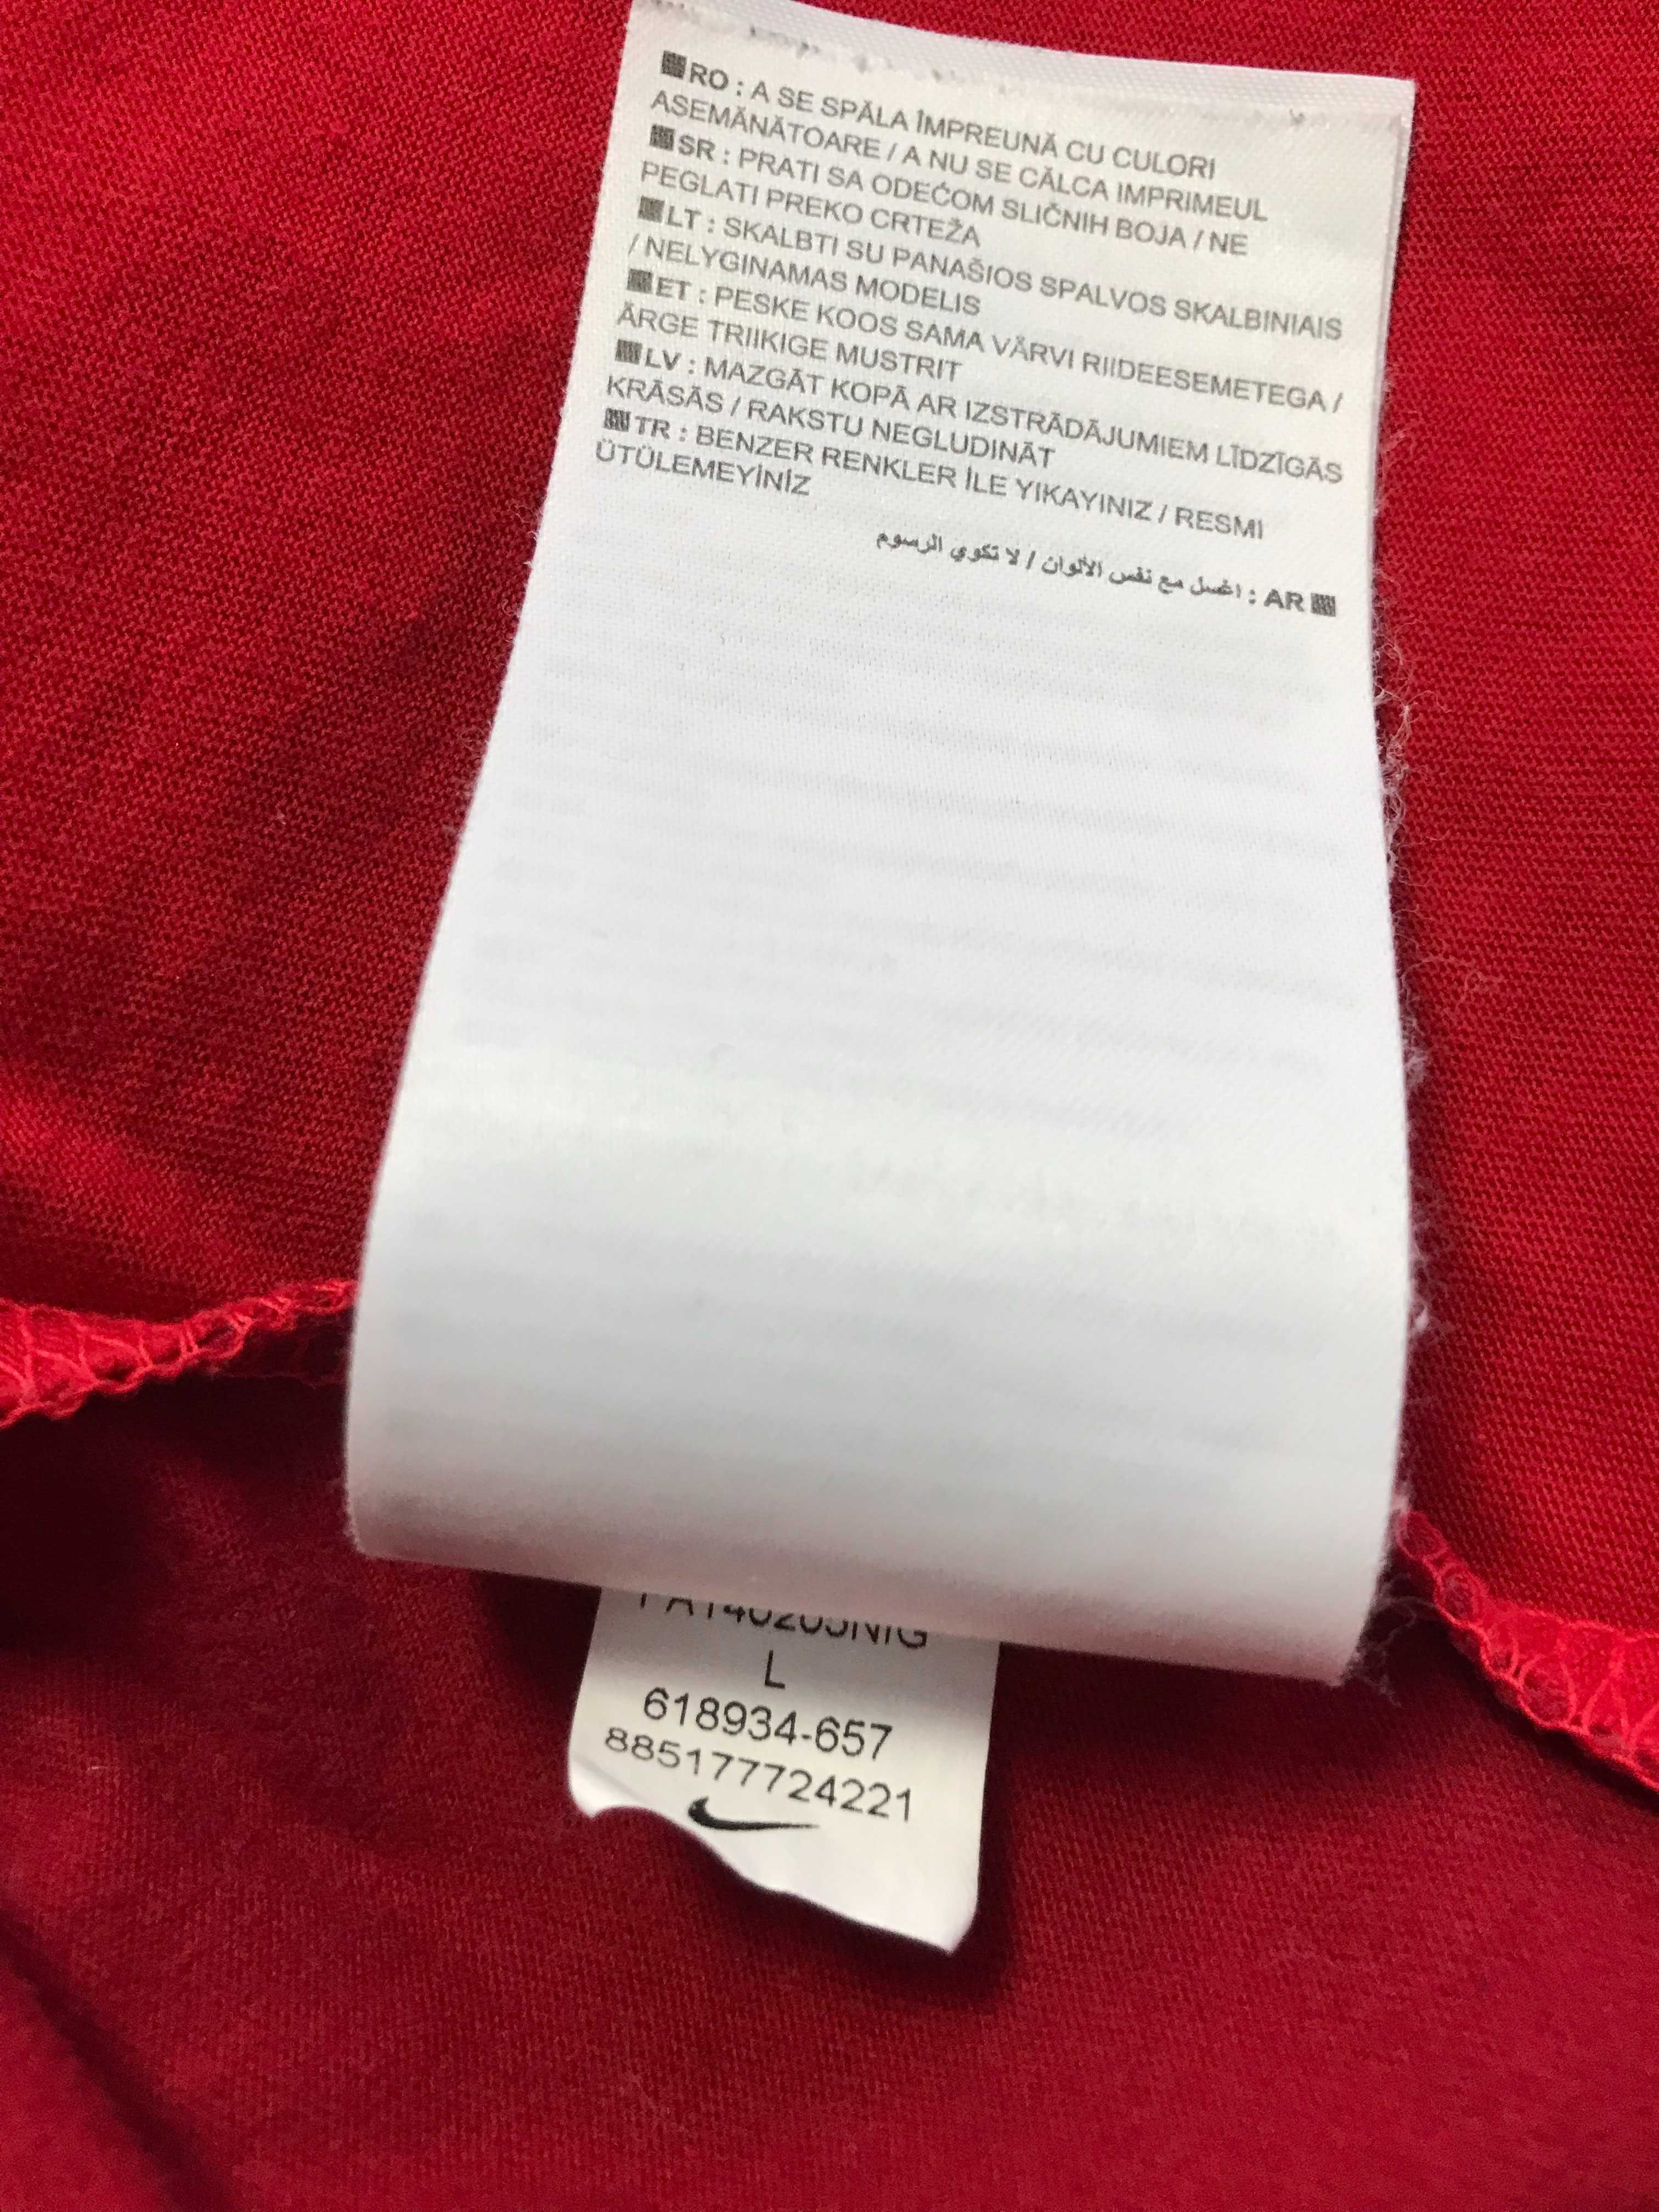 RO : A SE SPĂLA ÎMPREUNĂ CU CULORI
ASEMĂNĂTOARE / A NU SE CĂLCA IMPRIMEUL
SR : PRATI SA ODEĆOM SLIČNIH BOJA / NE
PEGLATI PREKO CRTEŽA
LT : SKALBTI SU PANAŠIOS SPALVOS SKALBINIAIS
/ NELYGINAMAS MODELIS
ET : PESKE KOOS SAMA VÄRVI RIIDEESEMETEGA /
ÄRGE TRIIKIGE MUSTRIT
LV : MAZGĀT KOPĀ AR IZSTRĀDĀJUMIEM LĪDZĪGĀS
KRĀSĀS / RAKSTU NEGLUDINĀT
TR : BENZER RENKLER İLE YIKAYINIZ / RESMI
ÜTÜLEMEYİNİZ
AR : اغسل مع نفس الألوان / لا تكوي الرسوم
L
618934-657
885177724221